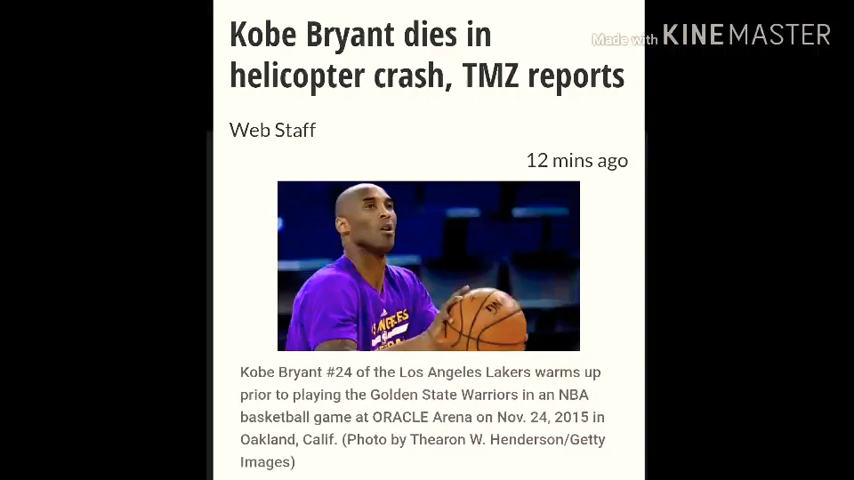 Kobe Bryant dies in
Made with KINEMASTER
helicopter crash, TMZ reports
Web Staff
12 mins ago
Kobe Bryant #24 of the Los Angeles Lakers warms up
prior to playing the Golden State Warriors in an NBA
basketball game at ORACLE Arena on Nov. 24, 2015 in
Oakland, Calif. (Photo by Thearon W. Henderson/Getty
Images)